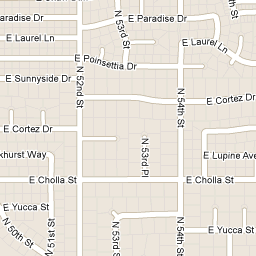 E Paradise Dr
E Paradise Dr
N 53rd St
E Laurel Ln
E Laurel Ln
E Poinsettia Dr
E Sunnyside Dr
N 52nd St
N 54th St
E Cortez Dr
E Cortez Dr
N 53rd Pl
khurst Way
E Lupine Ave
E Cholla St
E Cholla St
E Yucca St
N 50th St
N 51st St
N 53rd
N 54th St
E Yucca St